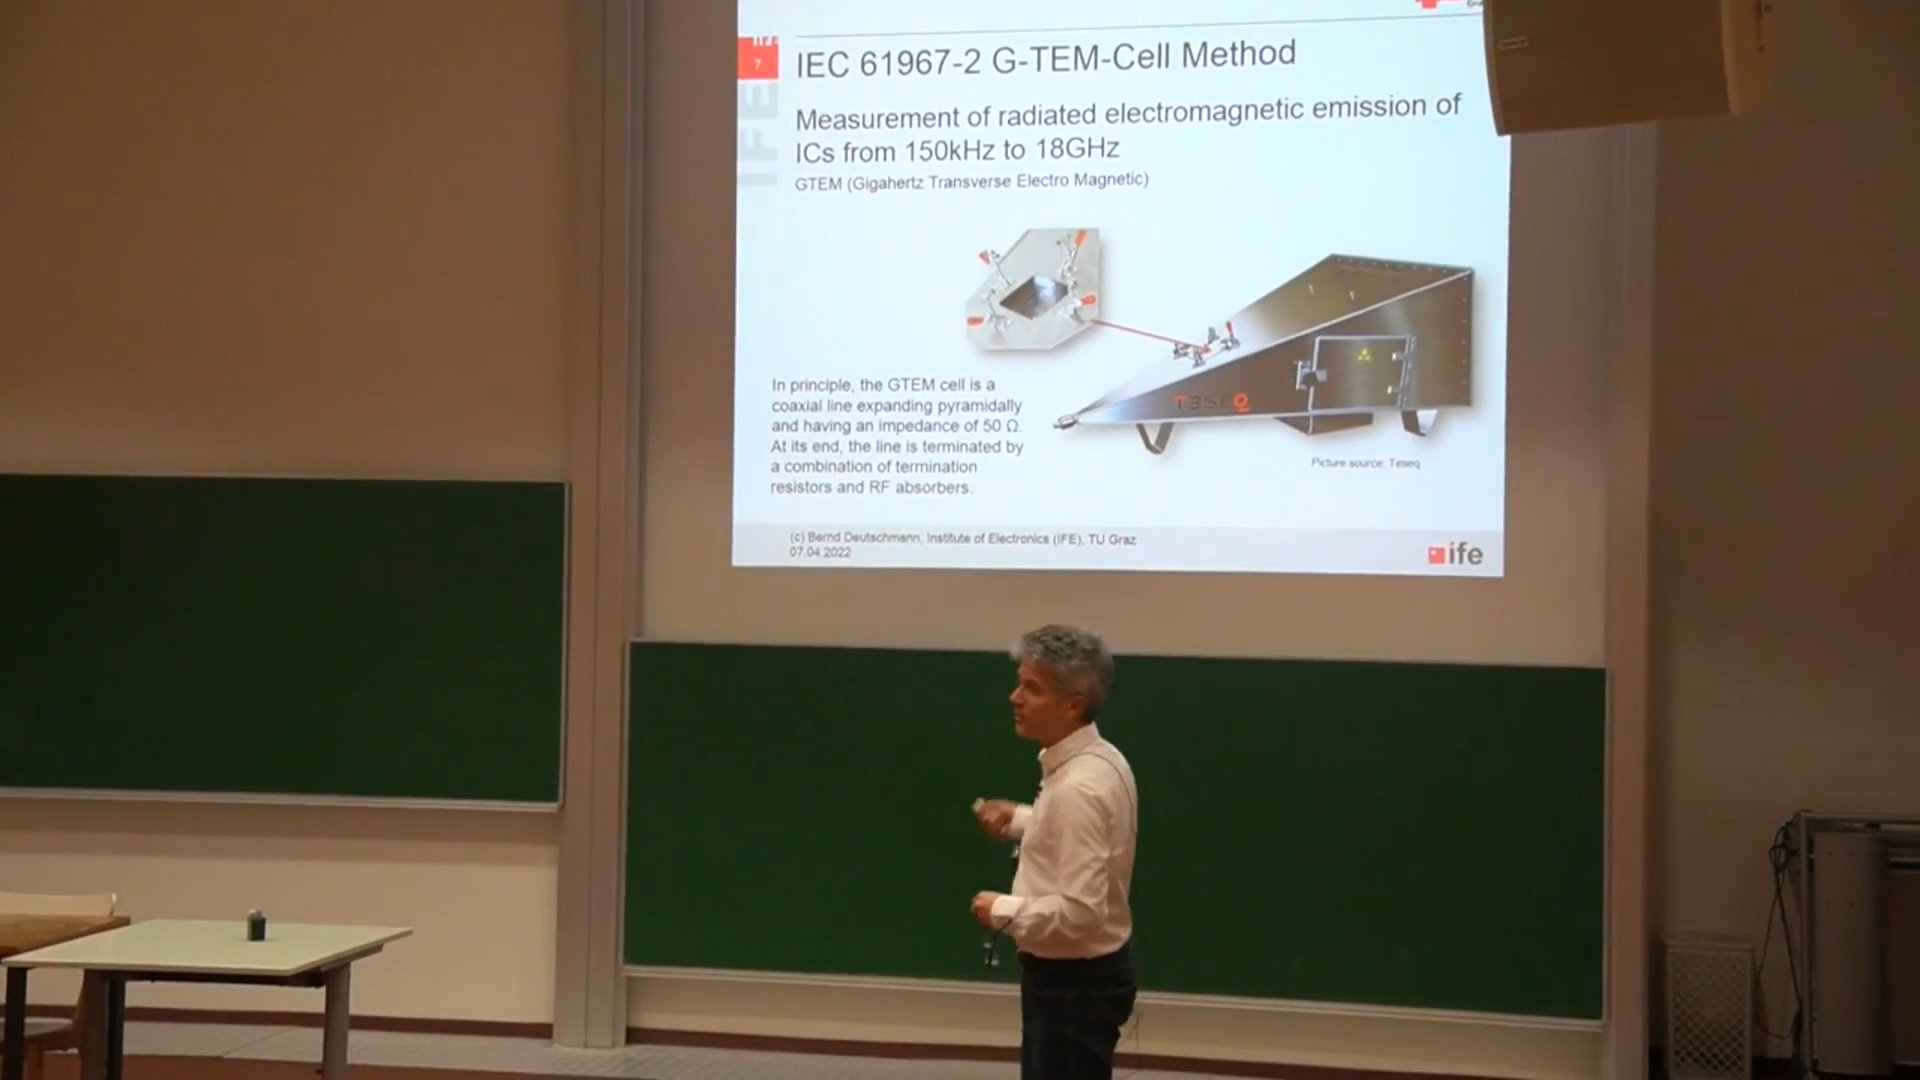 7
IFE
IEC 61967-2 G-TEM-Cell Method
Measurement of radiated electromagnetic emission of
ICs from 150kHz to 18GHz
GTEM (Gigahertz Transverse Electro Magnetic)
In principle, the GTEM cell is a
coaxial line expanding pyramidally
and having an impedance of 50 Ω.
At its end, the line is terminated by
a combination of termination
resistors and RF absorbers.
TESEQ
Picture source: Teseq
(c) Bernd Deutschmann, Institute of Electronics (IFE), TU Graz
07.04.2022
ife